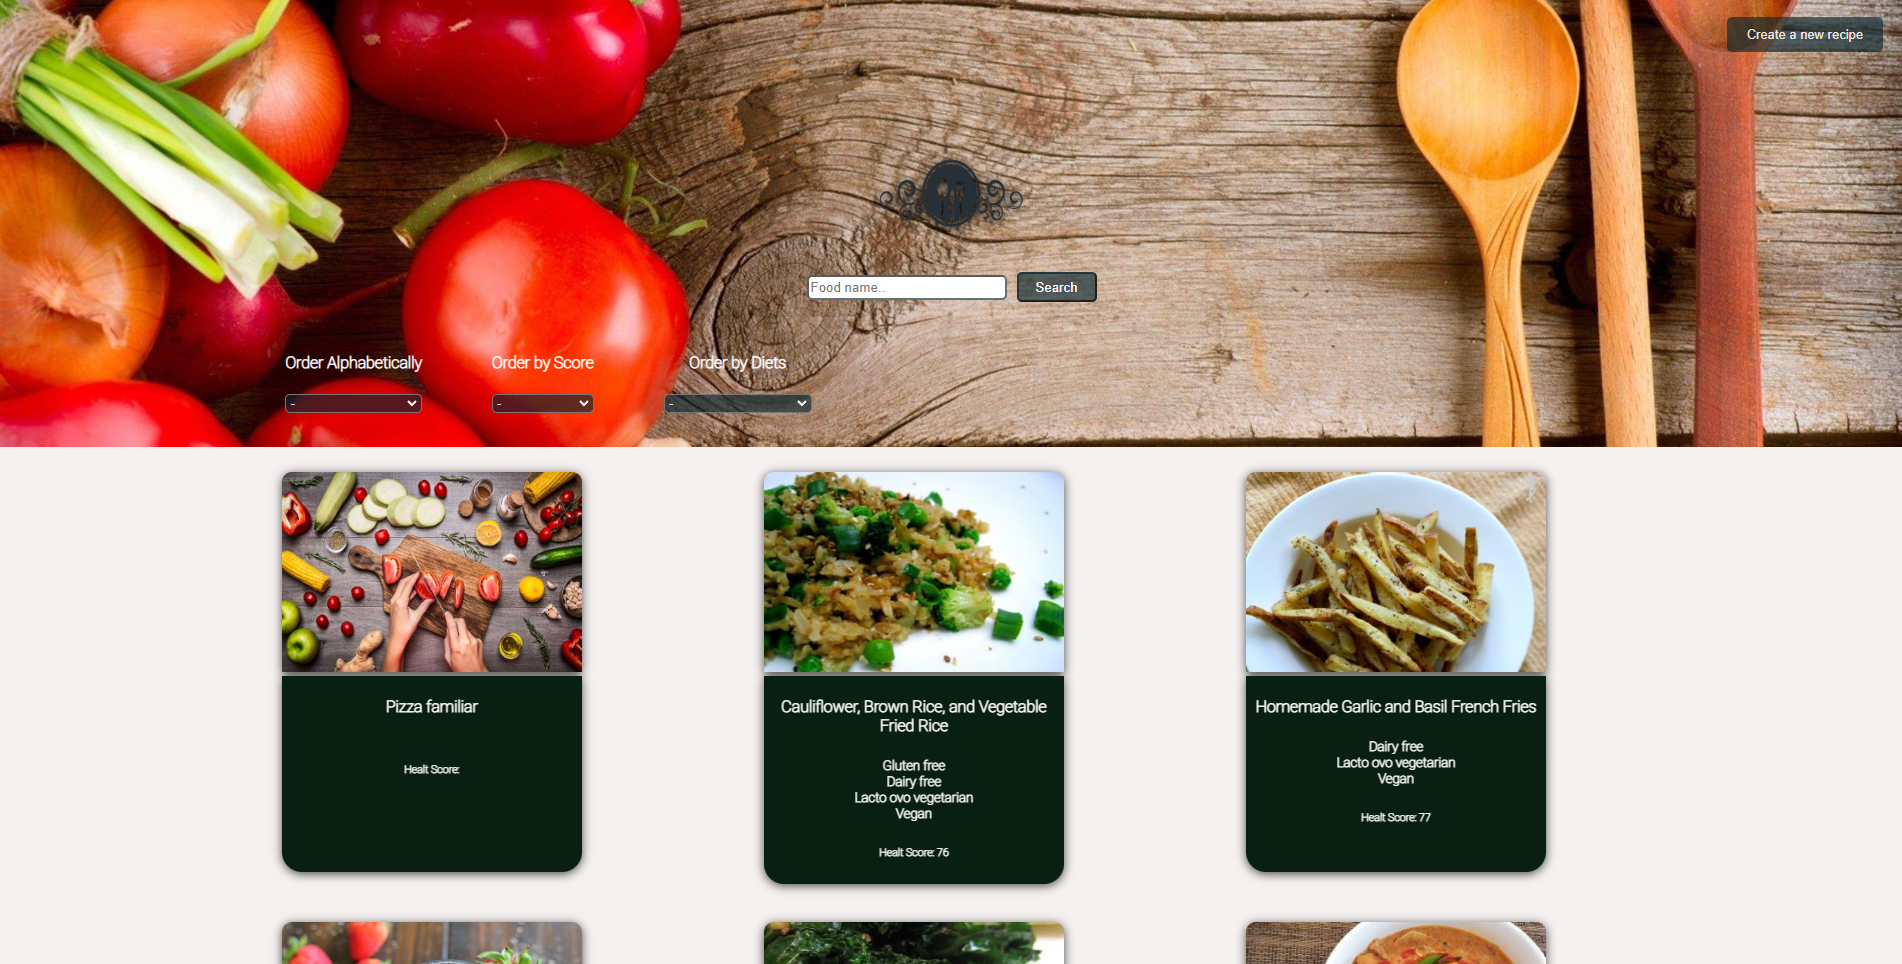 Create a new recipe
Food name..
Search
Order Alphabetically
Order by Score
Order by Diets
-
-
-
Pizza familiar
Healt Score:
Cauliflower, Brown Rice, and Vegetable
Fried Rice
Gluten free
Dairy free
Lacto ovo vegetarian
Vegan
Healt Score: 76
Homemade Garlic and Basil French Fries
Dairy free
Lacto ovo vegetarian
Vegan
Healt Score: 77